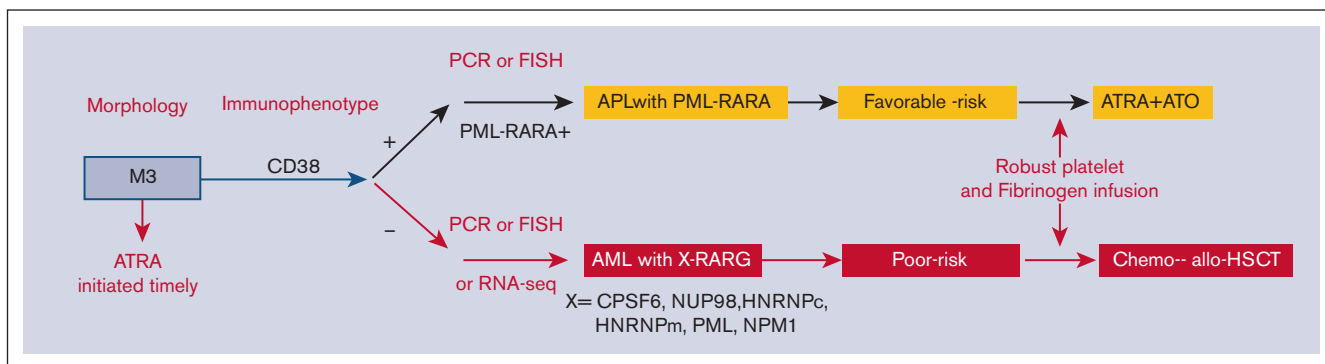 PCR or FISH
Morphology
Immunophenotype
APLwith PML-RARA
Favorable -risk
ATRA+ATO
+
PML-RARA+
M3
CD38
Robust platelet
and Fibrinogen infusion
–
PCR or FISH
ATRA
initiated timely
or RNA-seq
AML with X-RARG
Poor-risk
Chemo-- allo-HSCT
X= CPSF6, NUP98,HNRNPc,
HNRNPm, PML, NPM1